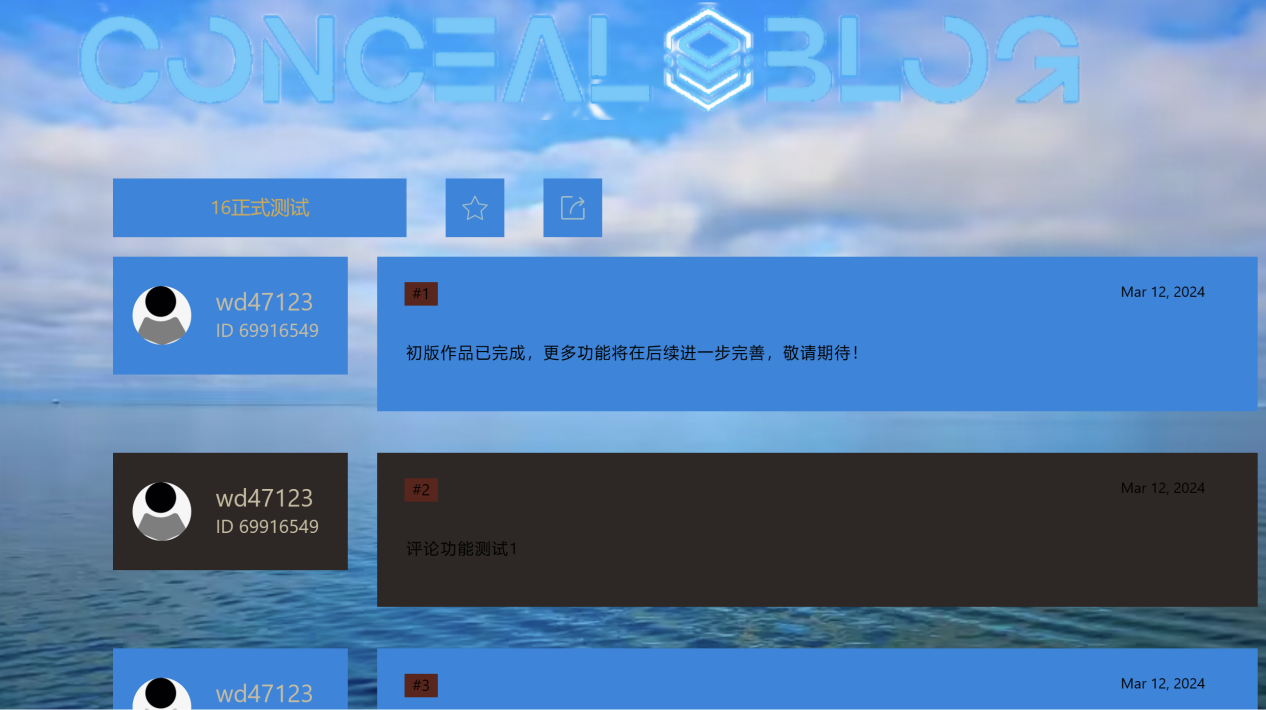 CONCEAL BLOG
16正式测试
wd47123
ID 69916549
#1
Mar 12, 2024
初版作品已完成，更多功能将在后续进一步完善，敬请期待！
wd47123
ID 69916549
#2
Mar 12, 2024
评论功能测试1
wd47123
#3
Mar 12, 2024